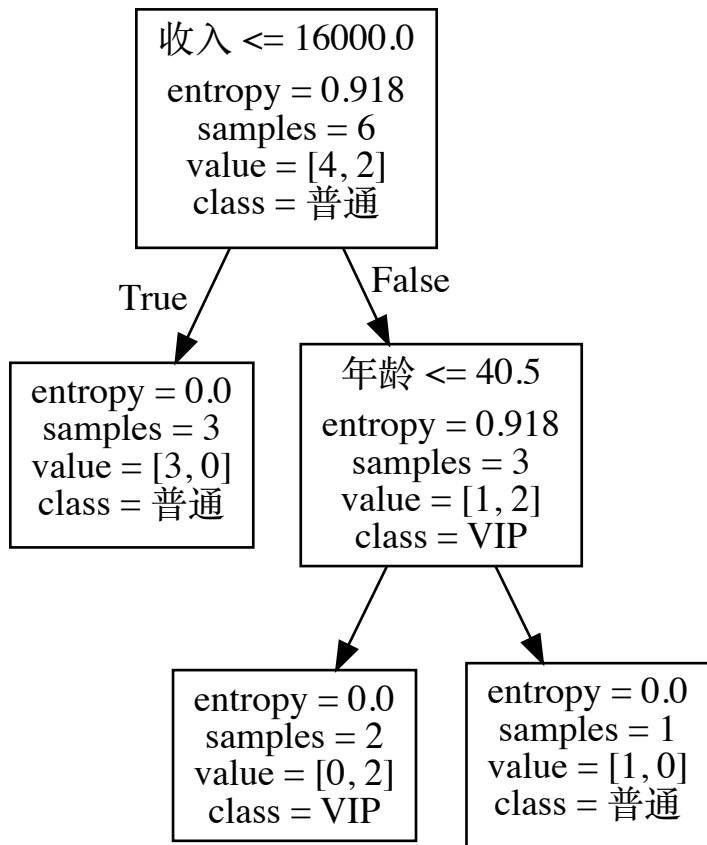 收入 <= 16000.0
entropy = 0.918
samples = 6
value = [4, 2]
class = 普通
True
False
entropy = 0.0
samples = 3
value = [3, 0]
class = 普通
年龄 <= 40.5
entropy = 0.918
samples = 3
value = [1, 2]
class = VIP
entropy = 0.0
samples = 2
value = [0, 2]
class = VIP
entropy = 0.0
samples = 1
value = [1, 0]
class = 普通